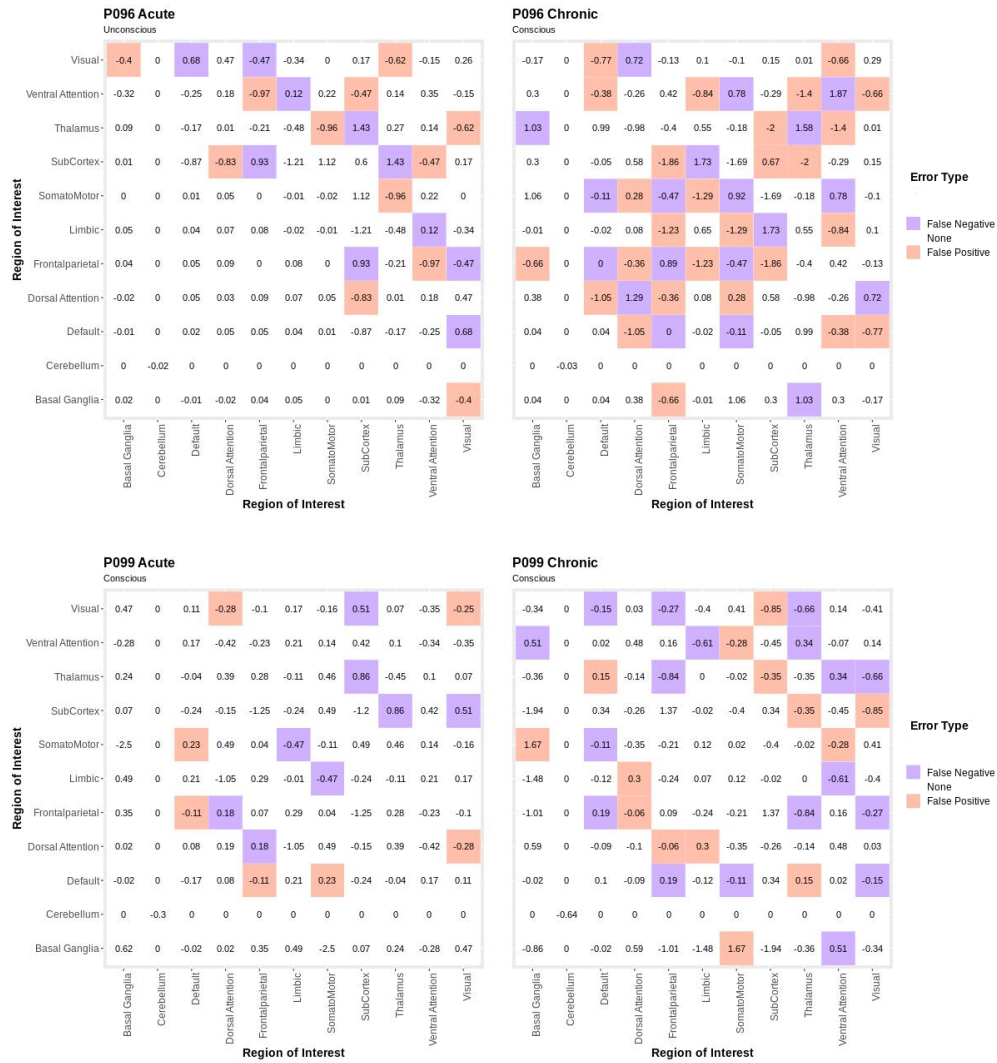 P096 Acute
Unconscious
Visual -0.4 0 0.68 0.47 -0.47 -0.34 0 0.17 -0.62 -0.15 0.26
Ventral Attention -0.32 0 -0.25 0.18 -0.97 0.12 0.22 -0.47 0.14 0.35 -0.15
Thalamus 0.09 0 -0.17 0.01 -0.21 -0.48 -0.96 1.43 0.27 0.14 -0.62
SubCortex 0.01 0 -0.87 -0.83 0.93 -1.21 1.12 0.6 1.43 -0.47 0.17
SomatoMotor 0 0 0.01 0.05 0 -0.01 -0.02 1.12 -0.96 0.22 0
Limbic 0.05 0 0.04 0.07 0.08 -0.02 -0.01 -1.21 -0.48 0.12 -0.34
Frontalparietal 0.04 0 0.05 0.09 0 0.08 0 0.93 -0.21 -0.97 -0.47
Dorsal Attention -0.02 0 0.05 0.03 0.09 0.07 0.05 -0.83 0.01 0.18 0.47
Default -0.01 0 0.02 0.05 0.05 0.04 0.01 -0.87 -0.17 -0.25 0.68
Cerebellum 0 -0.02 0 0 0 0 0 0 0 0 0
Basal Ganglia 0.02 0 -0.01 -0.02 0.04 0.05 0 0.01 0.09 -0.32 -0.4
Region of Interest
Basal Ganglia Cerebellum Default Dorsal Attention Frontalparietal Limbic SomatoMotor SubCortex Thalamus Ventral Attention Visual
Region of Interest
P096 Chronic
Conscious
-0.17 0 -0.77 0.72 -0.13 0.1 -0.1 0.15 0.01 -0.66 0.29
0.3 0 -0.38 -0.26 0.42 -0.84 0.78 -0.29 -1.4 1.87 -0.66
1.03 0 0.99 -0.98 -0.4 0.55 -0.18 -2 1.58 -1.4 0.01
0.3 0 -0.05 0.58 -1.86 1.73 -1.69 0.67 -2 -0.29 0.15
1.06 0 -0.11 0.28 -0.47 -1.29 0.92 -1.69 -0.18 0.78 -0.1
-0.01 0 -0.02 0.08 -1.23 0.65 -1.29 1.73 0.55 -0.84 0.1
-0.66 0 0 -0.36 0.89 -1.23 -0.47 -1.86 -0.4 0.42 -0.13
0.38 0 -1.05 1.29 -0.36 0.08 0.28 0.58 -0.98 -0.26 0.72
0.04 0 0.04 -1.05 0 -0.02 -0.11 -0.05 0.99 -0.38 -0.77
0 -0.03 0 0 0 0 0 0 0 0 0
0.04 0 0.04 0.38 -0.66 -0.01 1.06 0.3 1.03 0.3 -0.17
Basal Ganglia Cerebellum Default Dorsal Attention Frontalparietal Limbic SomaMotor SubCortex Thalamus Ventral Attention Visual
Region of Interest
Error Type
False Negative
None
False Positive
P099 Acute
Conscious
Visual 0.47 0 0.11 -0.28 -0.1 0.17 -0.16 0.51 0.07 -0.35 -0.25
Ventral Attention -0.28 0 0.17 -0.42 -0.23 0.21 0.14 0.42 0.1 -0.34 -0.35
Thalamus 0.24 0 -0.04 0.39 0.28 -0.11 0.46 0.86 -0.45 0.1 0.07
SubCortex 0.07 0 -0.24 -0.15 -1.25 -0.24 0.49 -1.2 0.86 0.42 0.51
SomatoMotor -2.5 0 0.23 0.49 0.04 -0.47 -0.11 0.49 0.46 0.14 -0.16
Limbic 0.49 0 0.21 -1.05 0.29 -0.01 -0.47 -0.24 -0.11 0.21 0.17
Frontalparietal 0.35 0 -0.11 0.18 0.07 0.29 0.04 -1.25 0.28 -0.23 -0.1
Dorsal Attention 0.02 0 0.08 0.19 0.18 -1.05 0.49 -0.15 0.39 -0.42 -0.28
Default -0.02 0 -0.17 0.08 -0.11 0.21 0.23 -0.24 -0.04 0.17 0.11
Cerebellum 0 -0.3 0 0 0 0 0 0 0 0 0
Basal Ganglia 0.62 0 -0.02 0.02 0.35 0.49 -2.5 0.07 0.24 -0.28 0.47
Region of Interest
Basal Ganglia Cerebellum Default Dorsal Attention Frontalparietal Limbic SomatoMotor SubCortex Thalamus Ventral Attention Visual
Region of Interest
P099 Chronic
Conscious
-0.34 0 -0.15 0.03 -0.27 -0.4 0.41 -0.85 -0.66 0.14 -0.41
0.51 0 0.02 0.48 0.16 -0.61 -0.28 -0.45 0.34 -0.07 0.14
-0.36 0 0.15 -0.14 -0.84 0 -0.02 -0.35 -0.35 0.34 -0.66
-1.94 0 0.34 -0.26 1.37 -0.02 -0.4 0.34 -0.35 -0.45 -0.85
1.67 0 -0.11 -0.35 -0.21 0.12 0.02 -0.4 -0.02 -0.28 0.41
-1.48 0 -0.12 0.3 -0.24 0.07 0.12 -0.02 0 -0.61 -0.4
-1.01 0 0.19 -0.06 0.09 -0.24 -0.21 1.37 -0.84 0.16 -0.27
0.59 0 -0.09 -0.1 -0.06 0.3 -0.35 -0.26 -0.14 0.48 0.03
-0.02 0 0.1 -0.09 0.19 -0.12 -0.11 0.34 0.15 0.02 -0.15
0 -0.64 0 0 0 0 0 0 0 0 0
-0.86 0 -0.02 0.59 -1.01 -1.48 1.67 -1.94 -0.36 0.51 -0.34
Basal Ganglia Cerebellum Default Dorsal Attention Frontalparietal Limbic SomatoMotor SubCortex Thalamus Ventral Attention Visual
Region of Interest
Error Type
False Negative
None
False Positive